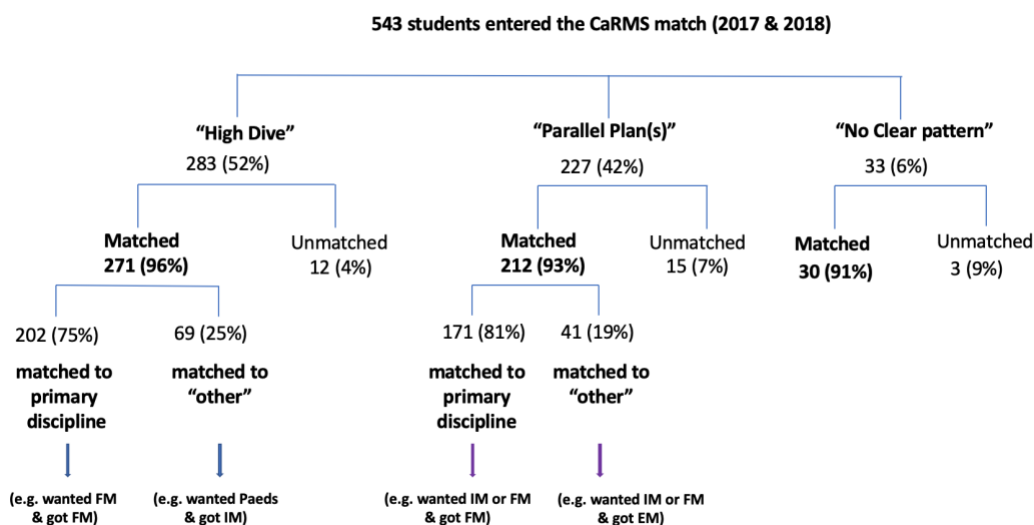 543 students entered the CaRMS match (2017 & 2018)
“High Dive”
283 (52%)
“Parallel Plan(s)”
227 (42%)
“No Clear pattern”
33 (6%)
Matched
271 (96%)
Unmatched
12 (4%)
Matched
212 (93%)
Unmatched
15 (7%)
Matched
30 (91%)
Unmatched
3 (9%)
202 (75%)
matched to
primary
discipline
69 (25%)
matched to
“other”
171 (81%)
matched to
primary
discipline
41 (19%)
matched to
“other”
(e.g. wanted FM
& got FM)
(e.g. wanted Paeds
& got IM)
(e.g. wanted IM or FM
& got FM)
(e.g. wanted IM or FM
& got EM)